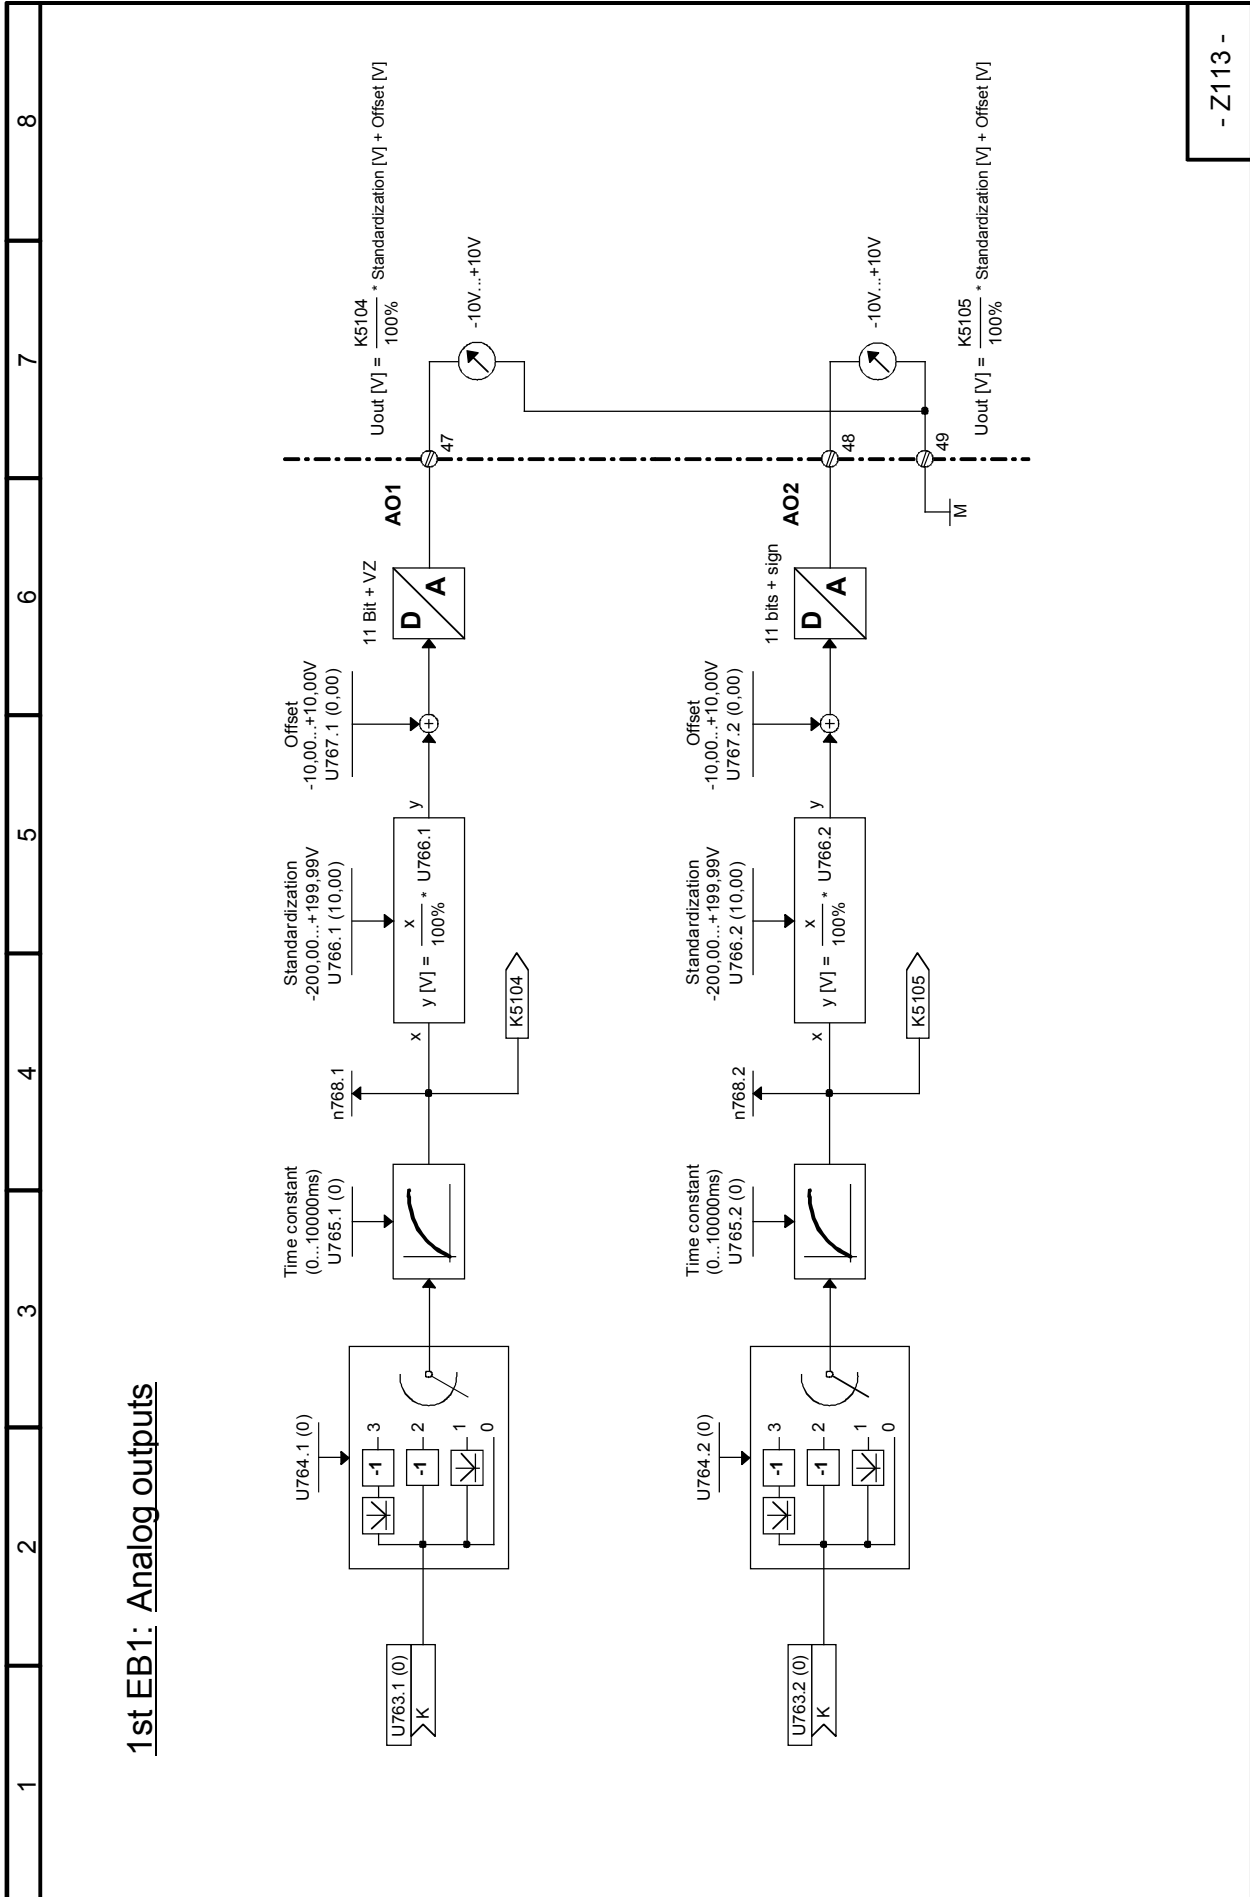 1
2
3
4
5
6
7
8
1st EB1: Analog outputs
U763.1 (0)
K
U764.1 (0)
-1
3
-1
2
1
0
Time constant
(0...10000ms)
U765.1 (0)
n768.1
K5104
Standardization
-200,00...+199,99V
U766.1 (10,00)
x
y [V] = x / 100% * U766.1
y
Offset
-10,00...+10,00V
U767.1 (0,00)
+
11 Bit + VZ
D
A
AO1
47
-10V...+10V
Uout [V] = K5104 / 100% * Standardization [V] + Offset [V]
U763.2 (0)
K
U764.2 (0)
-1
3
-1
2
1
0
Time constant
(0...10000ms)
U765.2 (0)
n768.2
K5105
Standardization
-200,00...+199,99V
U766.2 (10,00)
x
y [V] = x / 100% * U766.2
y
Offset
-10,00...+10,00V
U767.2 (0,00)
+
11 bits + sign
D
A
AO2
48
49
M
-10V...+10V
Uout [V] = K5105 / 100% * Standardization [V] + Offset [V]
- Z113 -